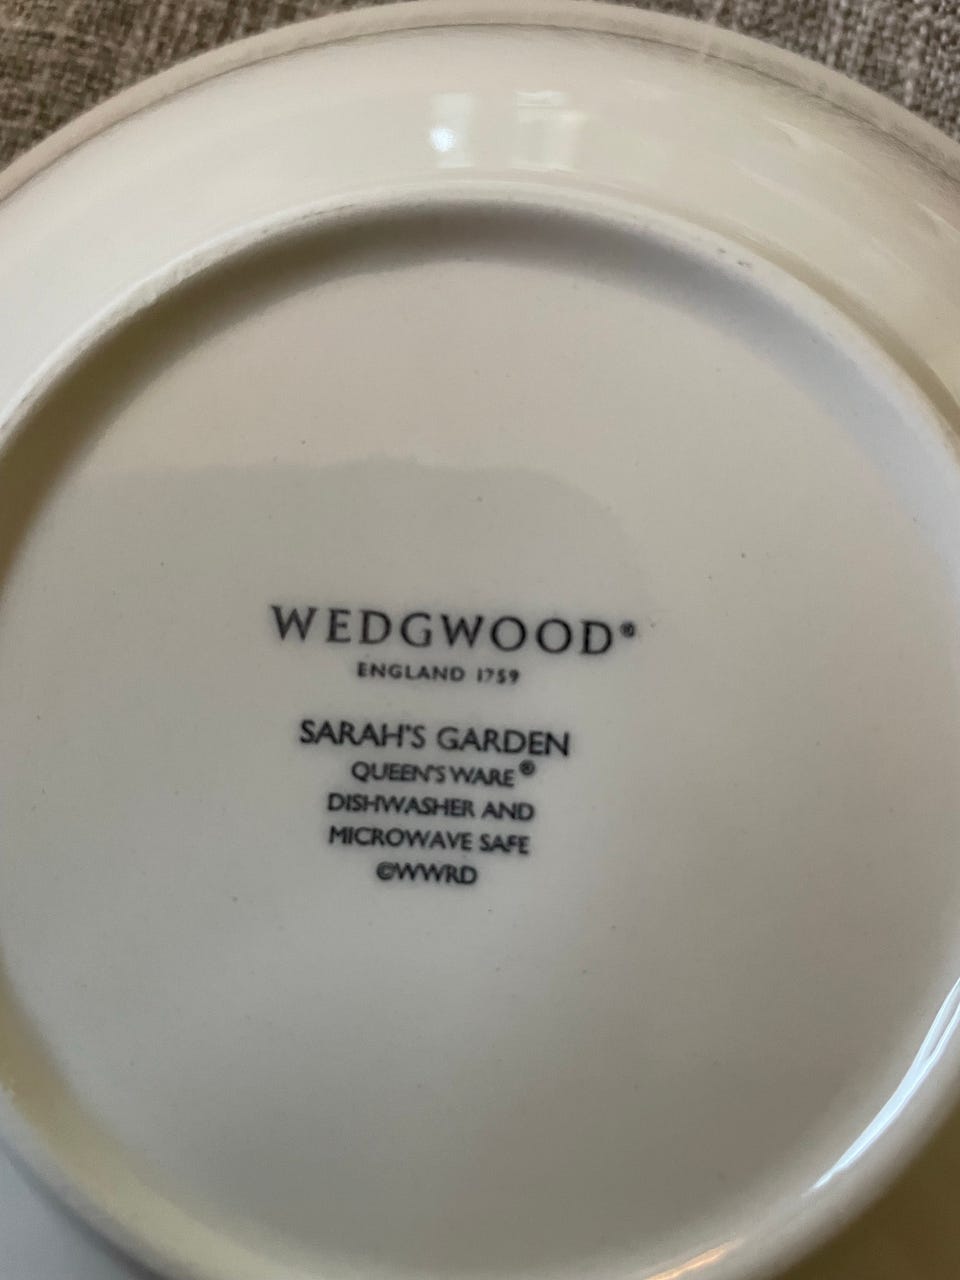 WEDGWOOD®
ENGLAND 1759
SARAH'S GARDEN
QUEEN'S WARE®
DISHWASHER AND
MICROWAVE SAFE
©WWRD